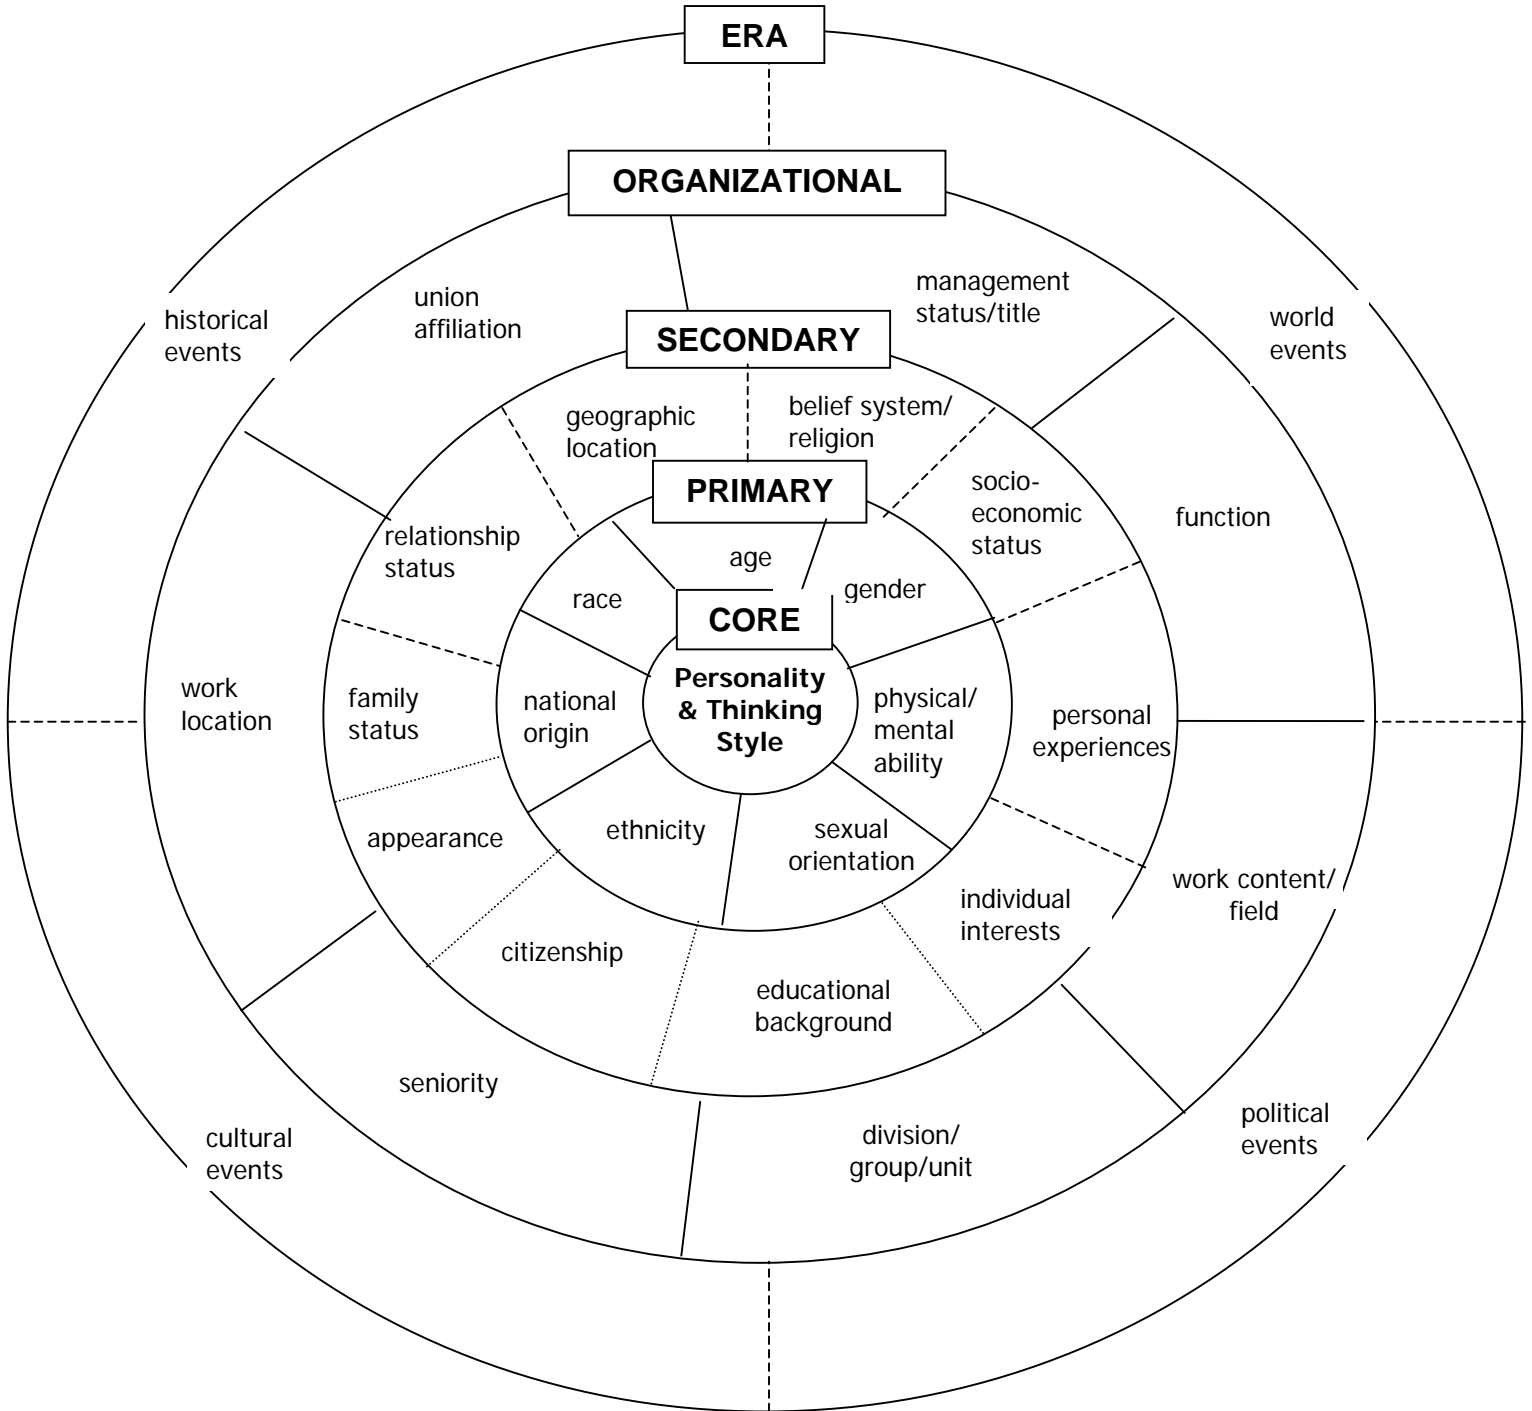 ERA
ORGANIZATIONAL
management
status/title
union
affiliation
historical
events
world
events
SECONDARY
belief system/
religion
geographic
location
PRIMARY
socio-
economic
status
function
relationship
status
age
gender
race
CORE
Personality
& Thinking
Style
work
location
family
status
national
origin
physical/
mental
ability
personal
experiences
appearance
ethnicity
sexual
orientation
work content/
field
individual
interests
citizenship
educational
background
seniority
cultural
events
division/
group/unit
political
events